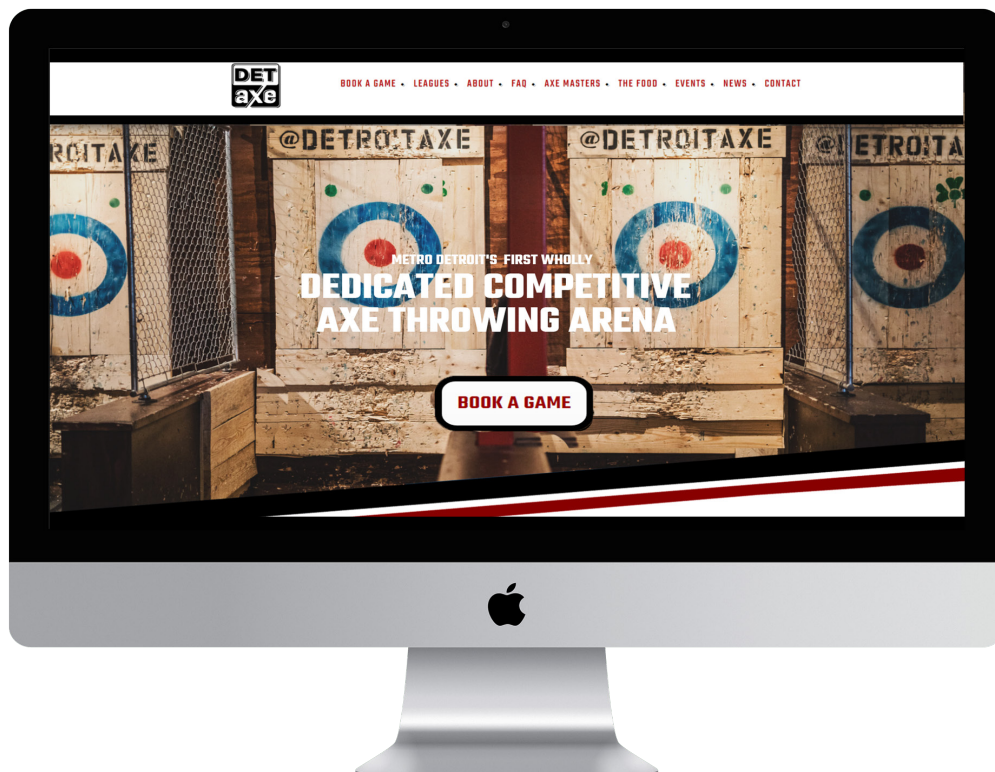 DET
axe
BOOK A GAME • LEAGUES • ABOUT • FAQ • AXE MASTERS • THE FOOD • EVENTS • NEWS • CONTACT
ROITAXE @DETROITAXE @DETROITAXE @DETROITA
METRO DETROIT'S FIRST WHOLLY
DEDICATED COMPETITIVE
AXE THROWING ARENA
BOOK A GAME